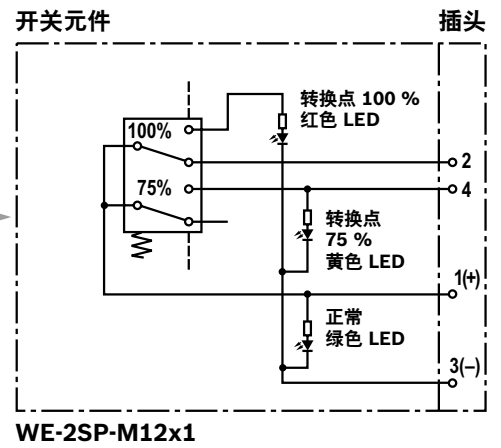 开关元件
插头
转换点 100 %
红色 LED
100%
2
75%
4
转换点
75 %
黄色 LED
1(+)
正常
绿色 LED
3(–)
WE-2SP-M12x1